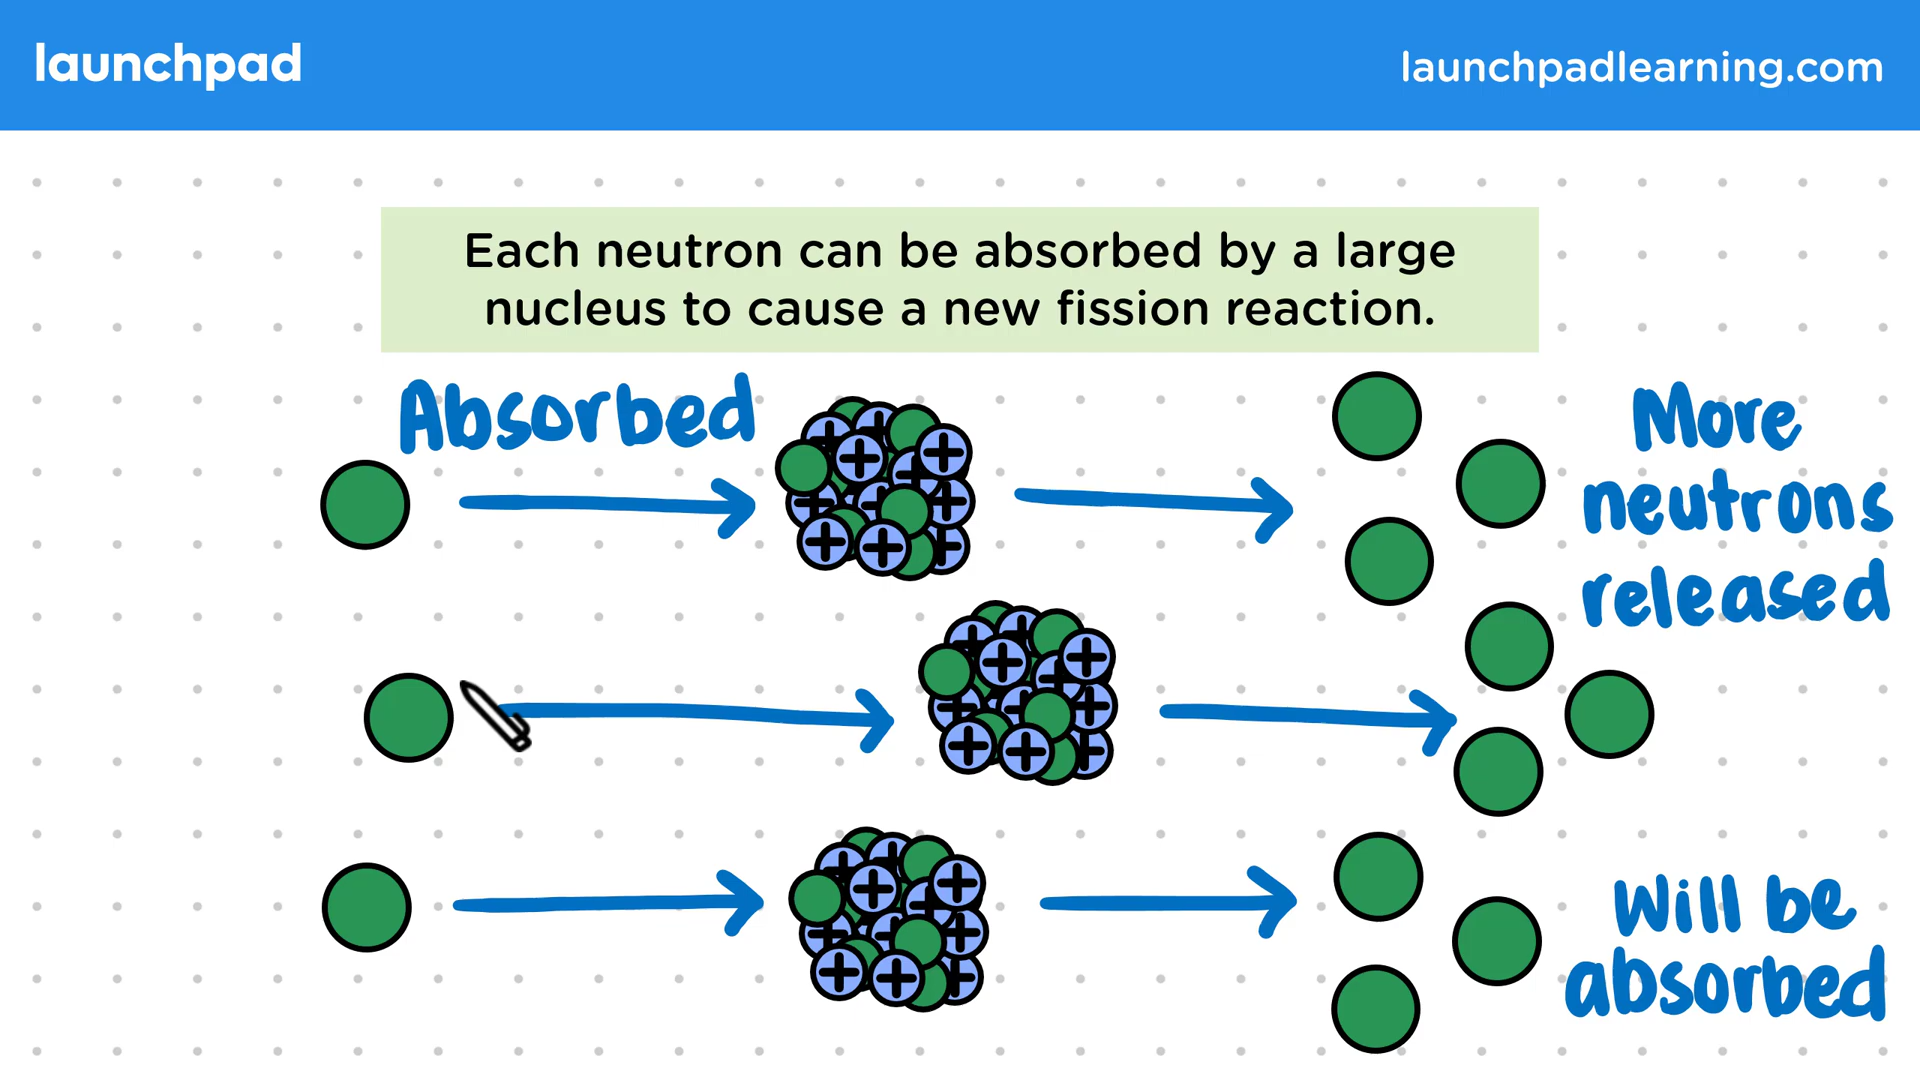 launchpad
launchpadlearning.com
Each neutron can be absorbed by a large
nucleus to cause a new fission reaction.
Absorbed
More
neutrons
released
Will be
absorbed